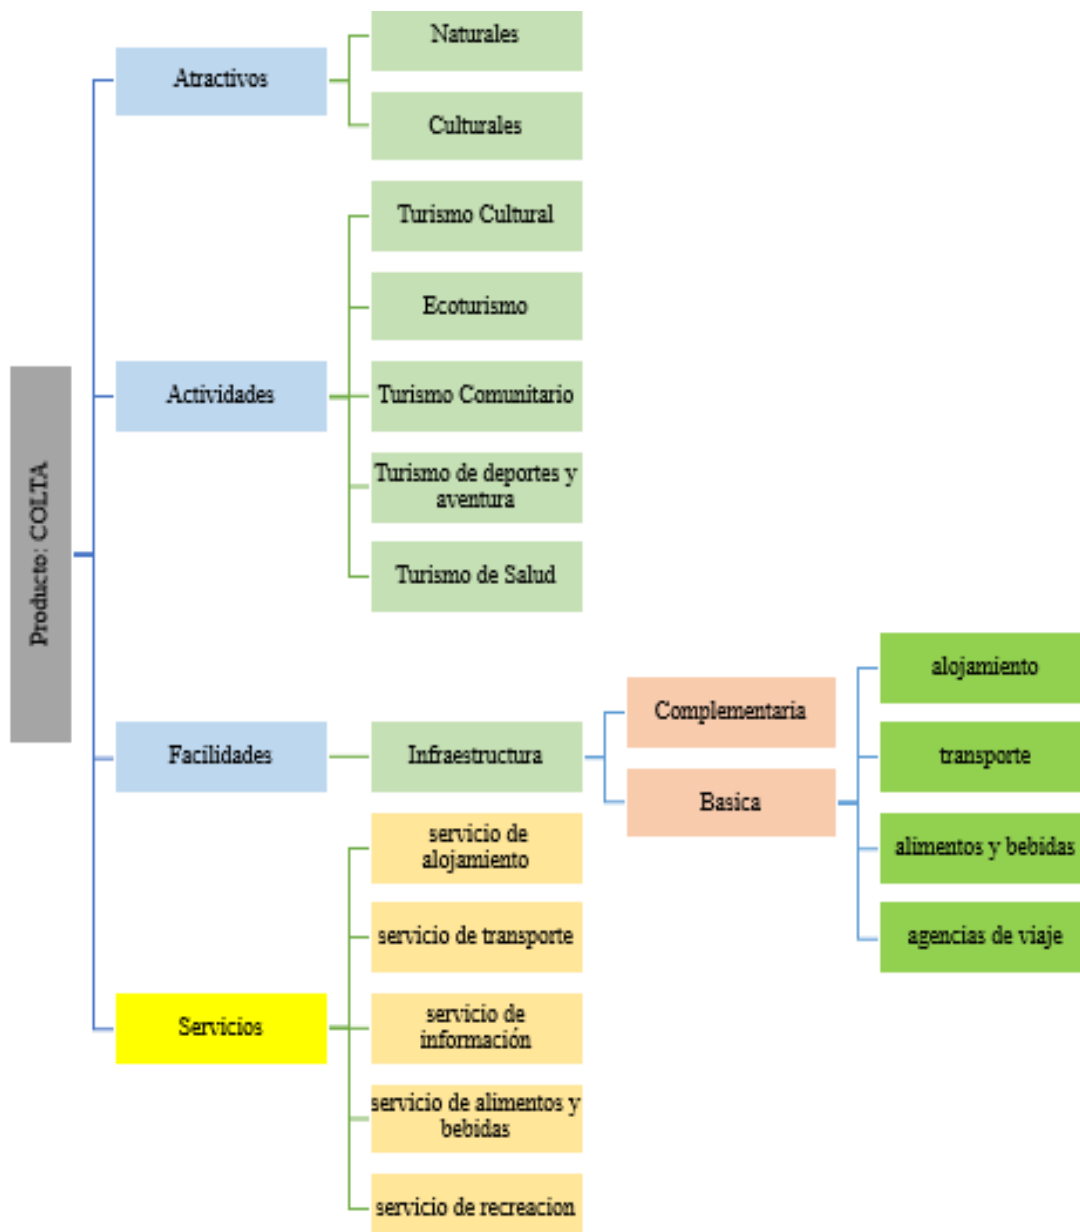 Producto: COLTA
Atractivos
Naturales
Culturales
Actividades
Turismo Cultural
Ecoturismo
Turismo Comunitario
Turismo de deportes y
aventura
Turismo de Salud
Facilidades
Infraestructura
Complementaria
Basica
alojamiento
transporte
alimentos y bebidas
agencias de viaje
Servicios
servicio de
alojamiento
servicio de transporte
servicio de
información
servicio de alimentos y
bebidas
servicio de recreacion